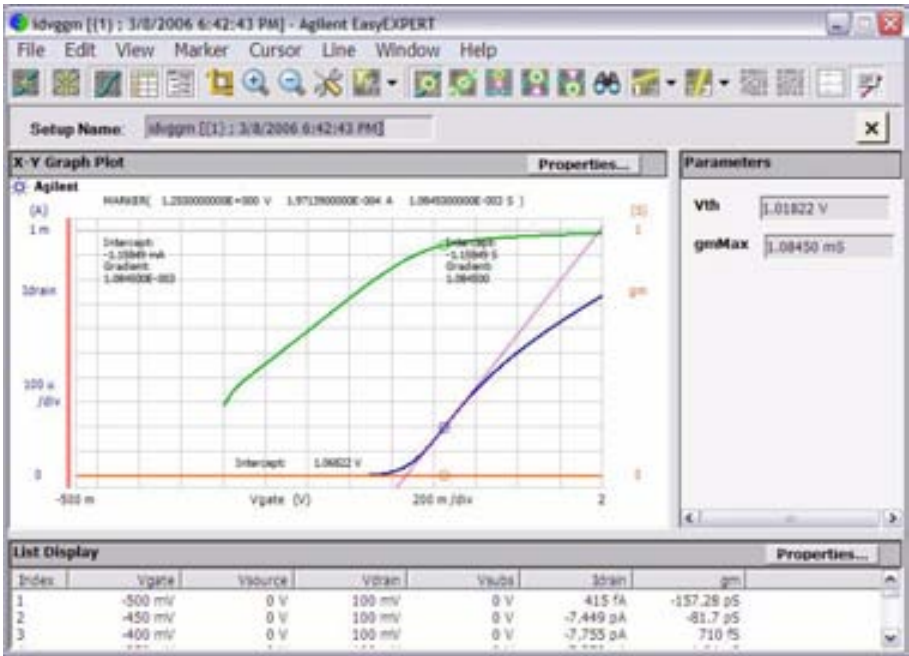 idvggm [(1) ; 3/8/2006 6:42:43 PM] - Agilent EasyEXPERT
File Edit View Marker Cursor Line Window Help
Setup Name: idvggm [(1) ; 3/8/2006 6:42:43 PM]
X-Y Graph Plot Properties...
Parameters
Agilent
MARKER( 1.2500000000E+000 V 1.9713900000E-004 A 1.0845000000E-003 S )
(A)
(S)
1 m
1
Intercept:
-1.15849 mA
Gradient:
1.084500E-003
Intercept:
-1.15849 S
Gradient:
1.084500
Idrain
gm
100 u
/div
Intercept: 1.06822 V
0
0
-500 m
Vgate (V)
200 m /div
2
Vth 1.01822 V
gmMax 1.08450 mS
List Display Properties...
Index Vgate Vsource Vdrain Vsubs Idrain gm
1 -500 mV 0 V 100 mV 0 V 415 fA -157.28 pS
2 -450 mV 0 V 100 mV 0 V -7.449 pA -81.7 pS
3 -400 mV 0 V 100 mV 0 V -7.755 pA 710 fS